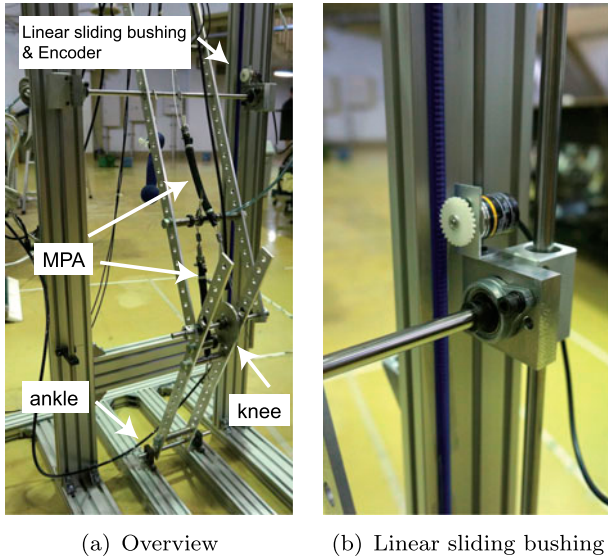 Linear sliding bushing
& Encoder
MPA
ankle
knee
(a) Overview
(b) Linear sliding bushing